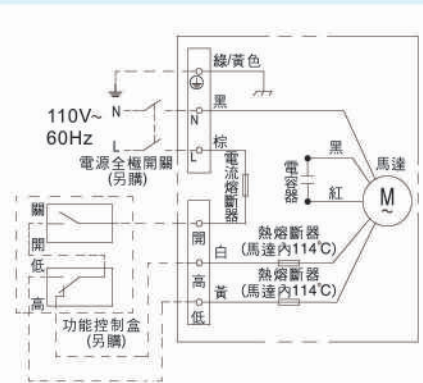 綠/黃色
110V~
60Hz
N
L
電源全極開關
(另購)
N
L
黑
棕
電流熔斷器
電容器
黑
紅
馬達
M
~
關
開
低
高
功能控制盒
(另購)
開
高
低
白
黃
熱熔斷器
(馬達內114℃)
熱熔斷器
(馬達內114℃)